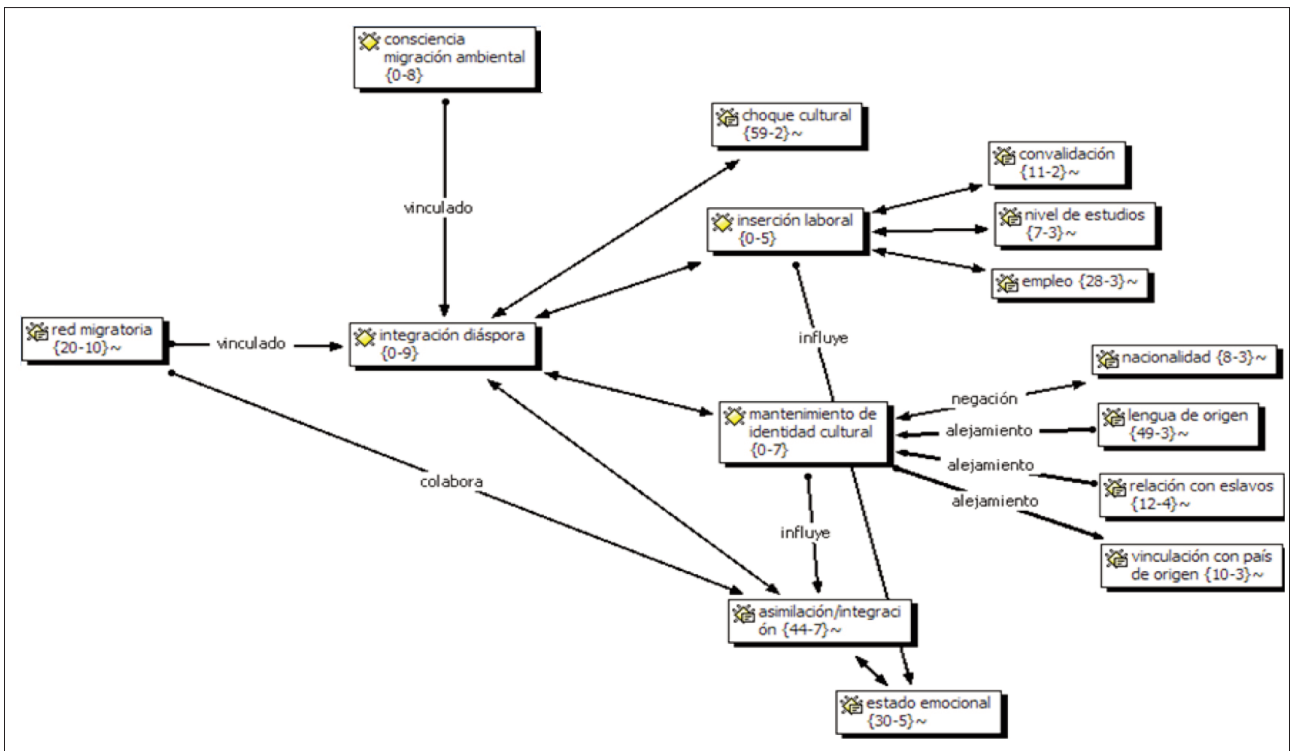 consciencia
migración ambiental
{0-8}
choque cultural
{59-2}~
convalidación
{11-2}~
vinculado
inserción laboral
{0-5}
nivel de estudios
{7-3}~
empleo {28-3}~
red migratoria
{20-10}~
vinculado
integración diáspora
{0-9}
influye
nacionalidad {8-3}~
negación
mantenimiento de
identidad cultural
{0-7}
lengua de origen
{49-3}~
alejamiento
alejamiento
relación con eslavos
{12-4}~
colabora
alejamiento
influye
vinculación con país
de origen {10-3}~
asimilación/integraci
ón {44-7}~
estado emocional
{30-5}~